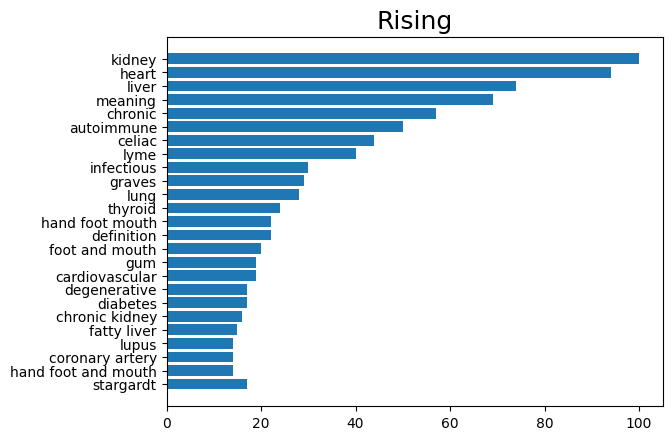 Rising
kidney
heart
liver
meaning
chronic
autoimmune
celiac
lyme
infectious
graves
lung
thyroid
hand foot mouth
definition
foot and mouth
gum
cardiovascular
degenerative
diabetes
chronic kidney
fatty liver
lupus
coronary artery
hand foot and mouth
stargardt
0 20 40 60 80 100